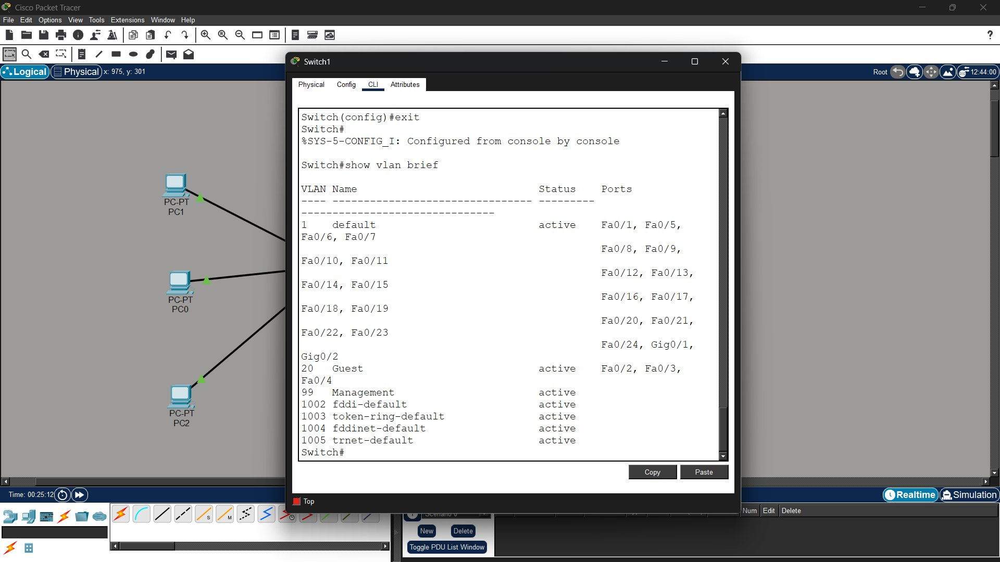 Cisco Packet Tracer
File Edit Options View Tools Extensions Window Help
?
Logical Physical x: 975, y: 301
Root 12:44:00
Switch1
Physical Config CLI Attributes
Switch(config)#exit
Switch#
%SYS-5-CONFIG_I: Configured from console by console
Switch#show vlan brief
VLAN Name Status Ports
---- -------------------------------- ---------
-------------------------------
1 default active Fa0/1, Fa0/5,
Fa0/6, Fa0/7
Fa0/8, Fa0/9,
Fa0/10, Fa0/11
Fa0/12, Fa0/13,
Fa0/14, Fa0/15
Fa0/16, Fa0/17,
Fa0/18, Fa0/19
Fa0/20, Fa0/21,
Fa0/22, Fa0/23
Fa0/24, Gig0/1,
Gig0/2
20 Guest active Fa0/2, Fa0/3,
Fa0/4
99 Management active
1002 fddi-default active
1003 token-ring-default active
1004 fddinet-default active
1005 trnet-default active
Switch#
Copy Paste
Top
PC-PT
PC1
PC-PT
PC0
PC-PT
PC2
Time: 00:25:12
Realtime Simulation
S
M
Scenario 0
Num Edit Delete
New Delete
Toggle PDU List Window